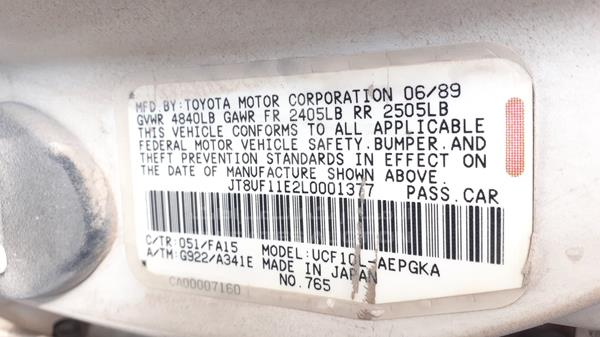 MFD.BY:TOYOTA MOTOR CORPORATION 06/89
GVWR 4840LB GAWR FR 2405LB RR 2505LB
THIS VEHICLE CONFORMS TO ALL APPLICABLE
FEDERAL MOTOR VEHICLE SAFETY.BUMPER.AND
THEFT PREVENTION STANDARDS IN EFFECT ON
THE DATE OF MANUFACTURE SHOWN ABOVE.
JT8UF11E2L0001377 PASS.CAR
C/TR:051/FA15 MODEL:UCF10L-AEPGKA
A/TM:G922/A341E MADE IN JAPAN
NO.765
CA00007160